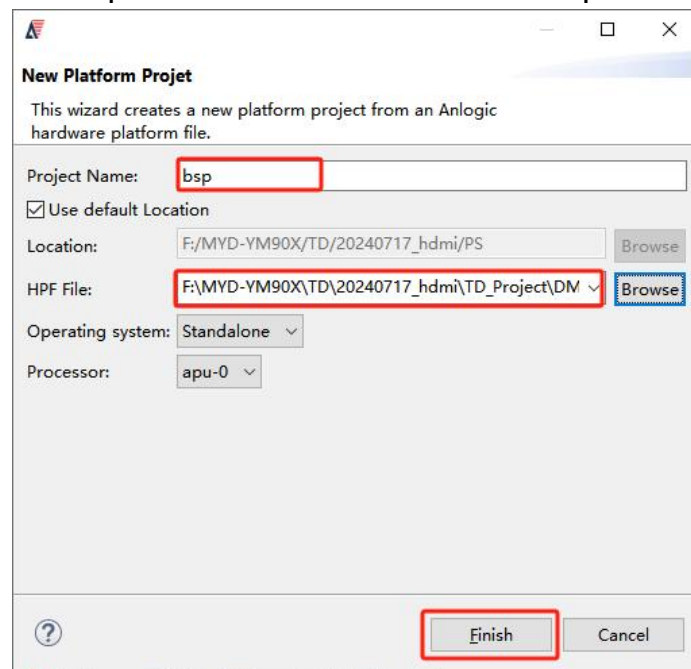 New Platform Projet
This wizard creates a new platform project from an Anlogic
hardware platform file.
Project Name: bsp
Use default Location
Location: F:/MYD-YM90X/TD/20240717_hdmi/PS Browse
HPF File: F:\MYD-YM90X\TD\20240717_hdmi\TD_Project\DM Browse
Operating system: Standalone
Processor: apu-0
? Finish Cancel